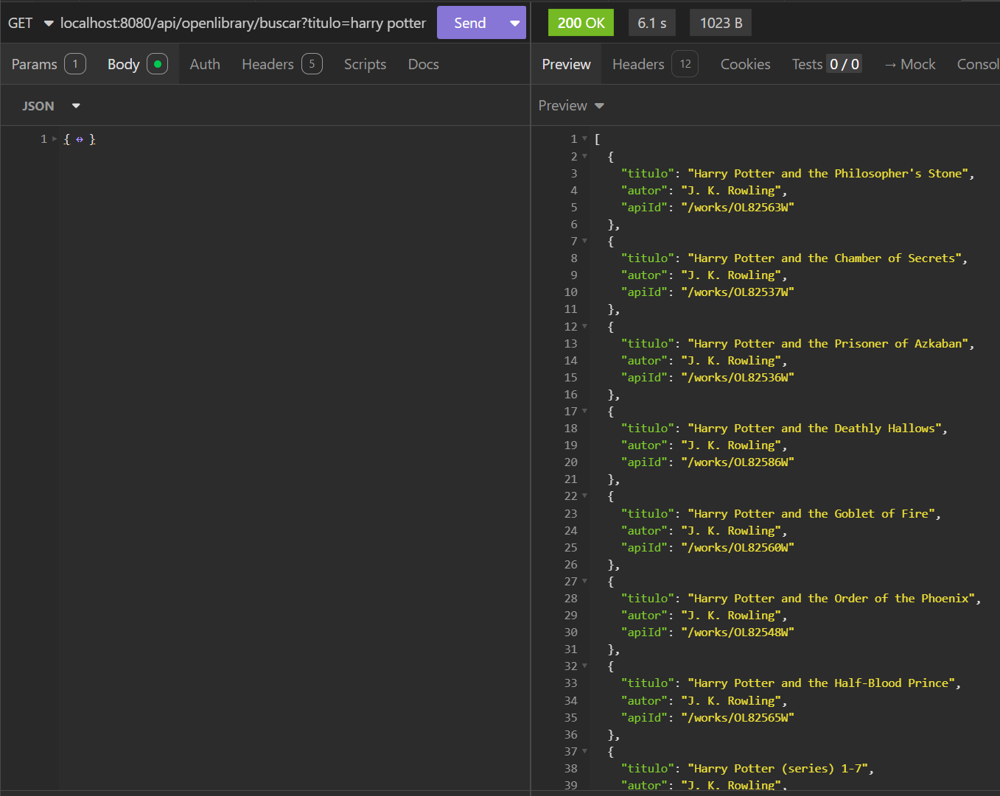 GET localhost:8080/api/openlibrary/buscar?titulo=harry potter Send 200 OK 6.1 s 1023 B
Params 1 Body Auth Headers 5 Scripts Docs
Preview Headers 12 Cookies Tests 0 / 0 → Mock Consol
JSON
Preview
1 { ↔ }
1 [
2 {
3 "titulo": "Harry Potter and the Philosopher's Stone",
4 "autor": "J. K. Rowling",
5 "apiId": "/works/OL82563W"
6 },
7 {
8 "titulo": "Harry Potter and the Chamber of Secrets",
9 "autor": "J. K. Rowling",
10 "apiId": "/works/OL82537W"
11 },
12 {
13 "titulo": "Harry Potter and the Prisoner of Azkaban",
14 "autor": "J. K. Rowling",
15 "apiId": "/works/OL82536W"
16 },
17 {
18 "titulo": "Harry Potter and the Deathly Hallows",
19 "autor": "J. K. Rowling",
20 "apiId": "/works/OL82586W"
21 },
22 {
23 "titulo": "Harry Potter and the Goblet of Fire",
24 "autor": "J. K. Rowling",
25 "apiId": "/works/OL82560W"
26 },
27 {
28 "titulo": "Harry Potter and the Order of the Phoenix",
29 "autor": "J. K. Rowling",
30 "apiId": "/works/OL82548W"
31 },
32 {
33 "titulo": "Harry Potter and the Half-Blood Prince",
34 "autor": "J. K. Rowling",
35 "apiId": "/works/OL82565W"
36 },
37 {
38 "titulo": "Harry Potter (series) 1-7",
39 "autor": "J. K. Rowling",